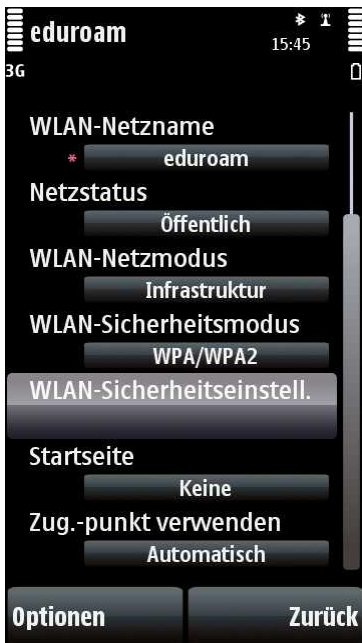 eduroam
15:45
3G
WLAN-Netzname
* eduroam
Netzstatus
Öffentlich
WLAN-Netzmodus
Infrastruktur
WLAN-Sicherheitsmodus
WPA/WPA2
WLAN-Sicherheitseinstell.
Startseite
Keine
Zug.-punkt verwenden
Automatisch
Optionen
Zurück